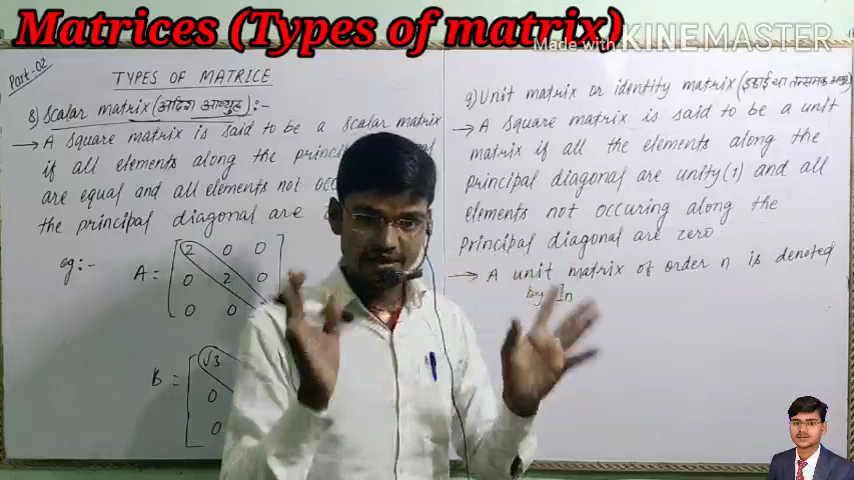 Matrices (Types of matrix)
Made with KINEMASTER
Part-02
TYPES OF MATRICE
8) Scalar matrix (अदिश आव्यूह) :-
→ A square matrix is said to be a scalar matrix
if all elements along the
are equal and all elements not
the principal diagonal are
eg:-
A =
2 0 0
0 2 0
0 0
B =
√3
0
0
9) Unit matrix or identity matrix (इकाई या तत्समक
→ A square matrix is said to be a unit
matrix if all the elements along the
principal diagonal are unity(1) and all
elements not occuring along the
principal diagonal are zero
→ A unit matrix of order n is denoted
by In